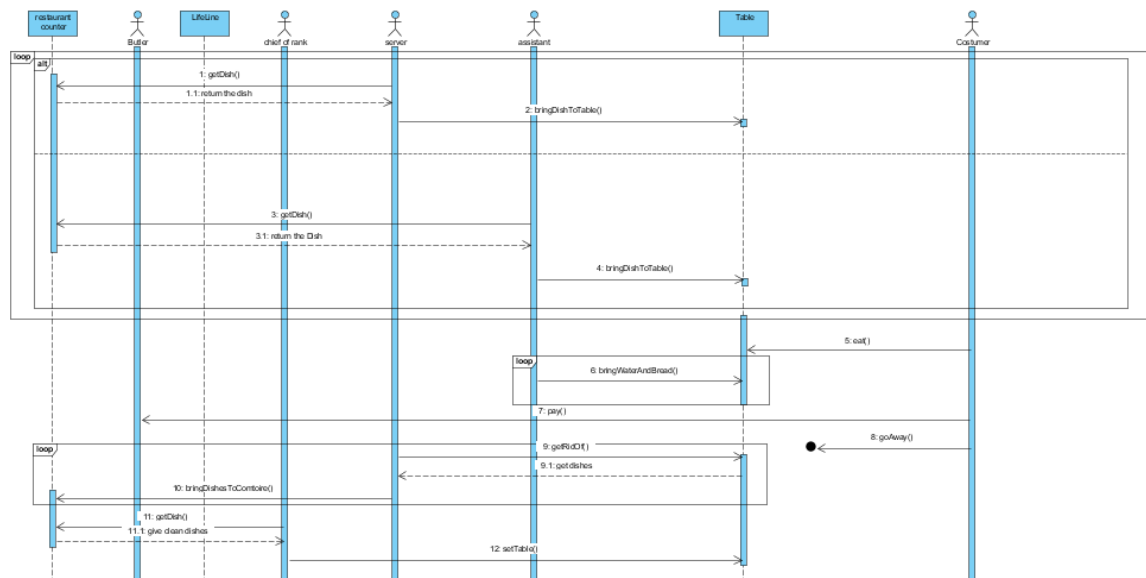 restaurant
counter
Butler
LifeLine
chief of rank
server
assistant
Table
Costumer
loop
alt
1: getDish()
1.1: return the dish
2: bringDishToTable()
3: getDish()
3.1: return the Dish
4: bringDishToTable()
5: eat()
loop
6: bringWaterAndBread()
7: pay()
8: goAway()
loop
9: getRidOf()
9.1: get dishes
10: bringDishesToComtoire()
11: getDish()
11.1: give clean dishes
12: setTable()